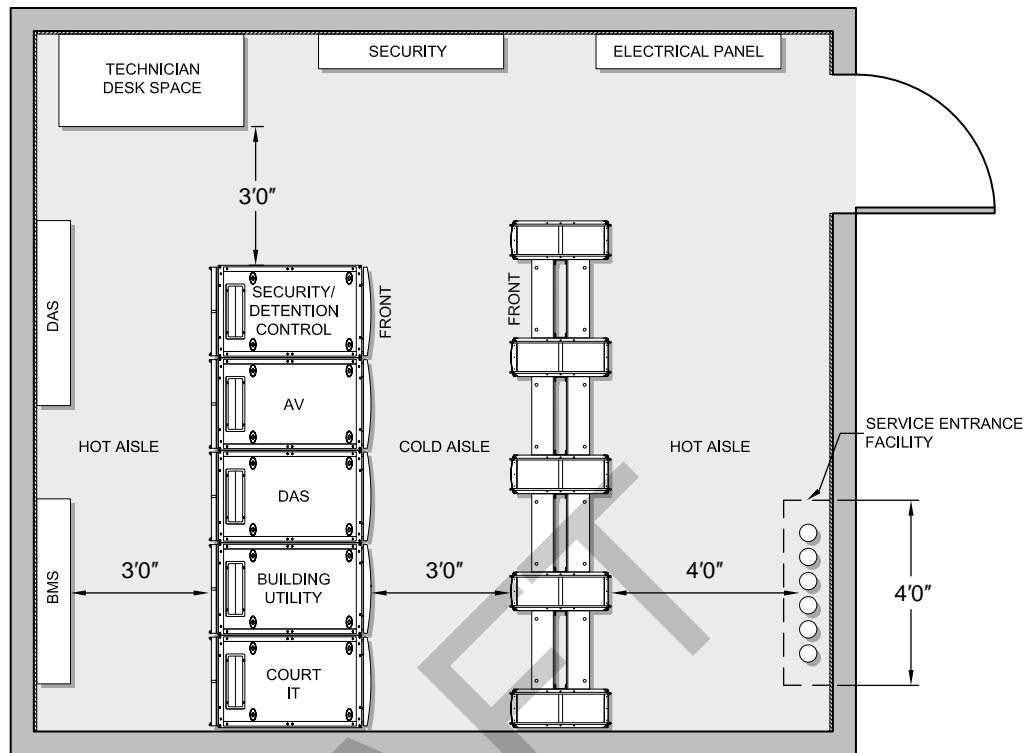 TECHNICIAN
DESK SPACE
SECURITY
ELECTRICAL PANEL
3'0"
DAS
SECURITY/
DETENTION
CONTROL
FRONT
FRONT
AV
HOT AISLE
COLD AISLE
HOT AISLE
SERVICE ENTRANCE
FACILITY
DAS
BMS
3'0"
BUILDING
UTILITY
3'0"
4'0"
4'0"
COURT
IT